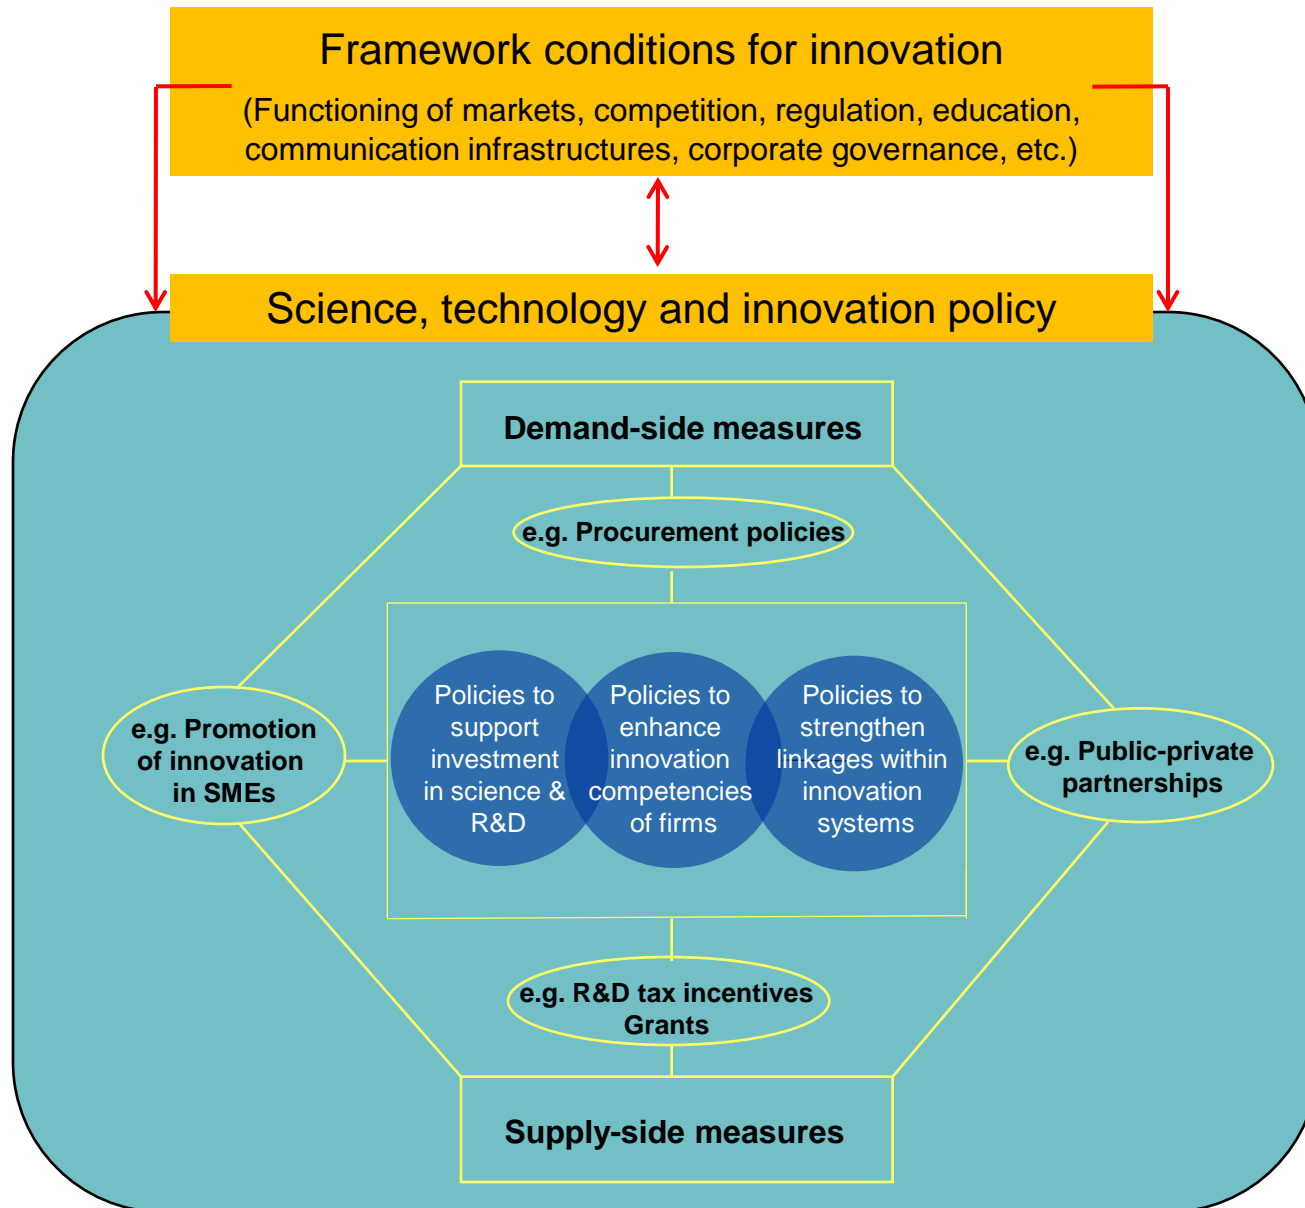 Framework conditions for innovation
(Functioning of markets, competition, regulation, education,
communication infrastructures, corporate governance, etc.)
Science, technology and innovation policy
Demand-side measures
e.g. Procurement policies
e.g. Promotion
of innovation
in SMEs
Policies to
support
investment
in science &
R&D
Policies to
enhance
innovation
competencies
of firms
Policies to
strengthen
linkages within
innovation
systems
e.g. Public-private
partnerships
e.g. R&D tax incentives
Grants
Supply-side measures